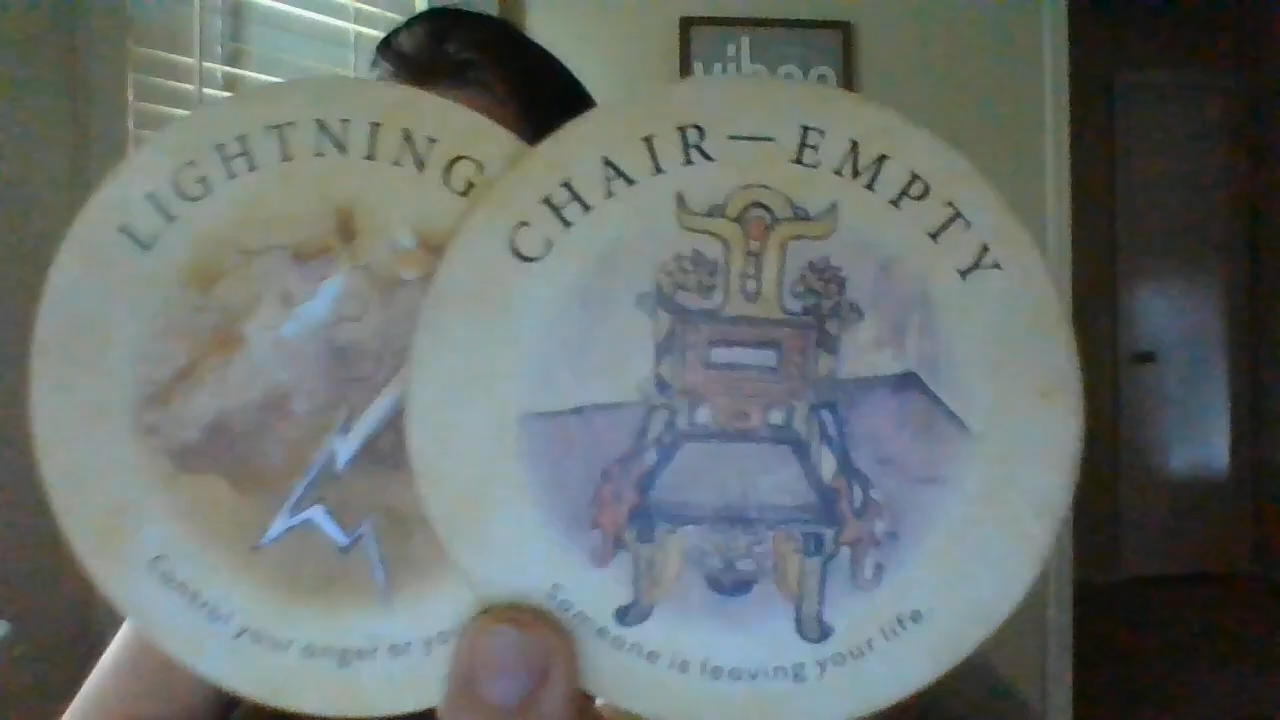 LIGHTNING
Control your anger or
CHAIR—EMPTY
Someone is leaving your life.